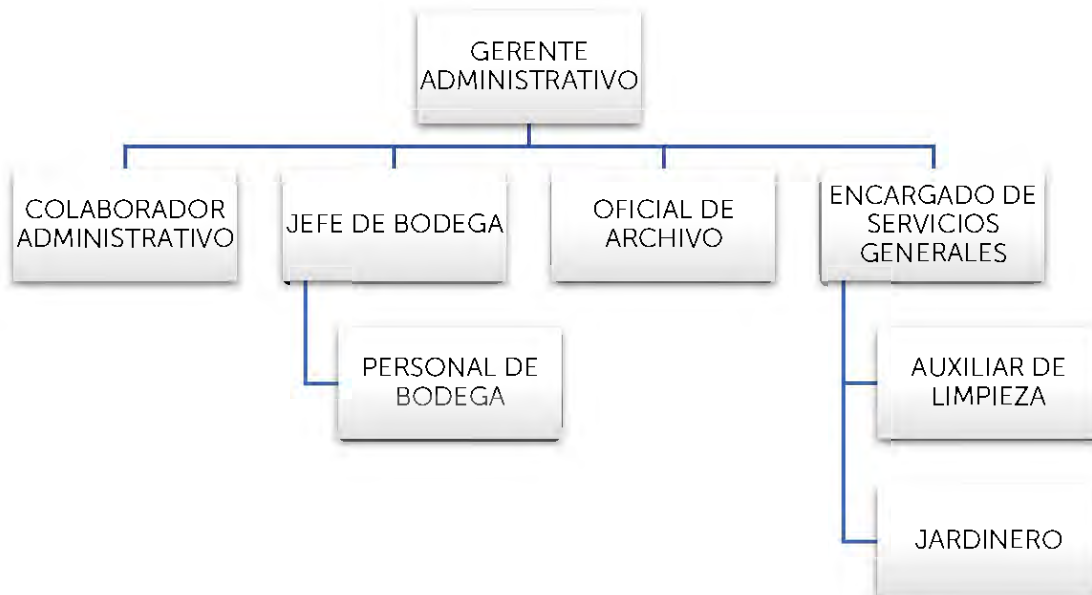 GERENTE
ADMINISTRATIVO
COLABORADOR
ADMINISTRATIVO
JEFE DE BODEGA
OFICIAL DE
ARCHIVO
ENCARGADO DE
SERVICIOS
GENERALES
PERSONAL DE
BODEGA
AUXILIAR DE
LIMPIEZA
JARDINERO